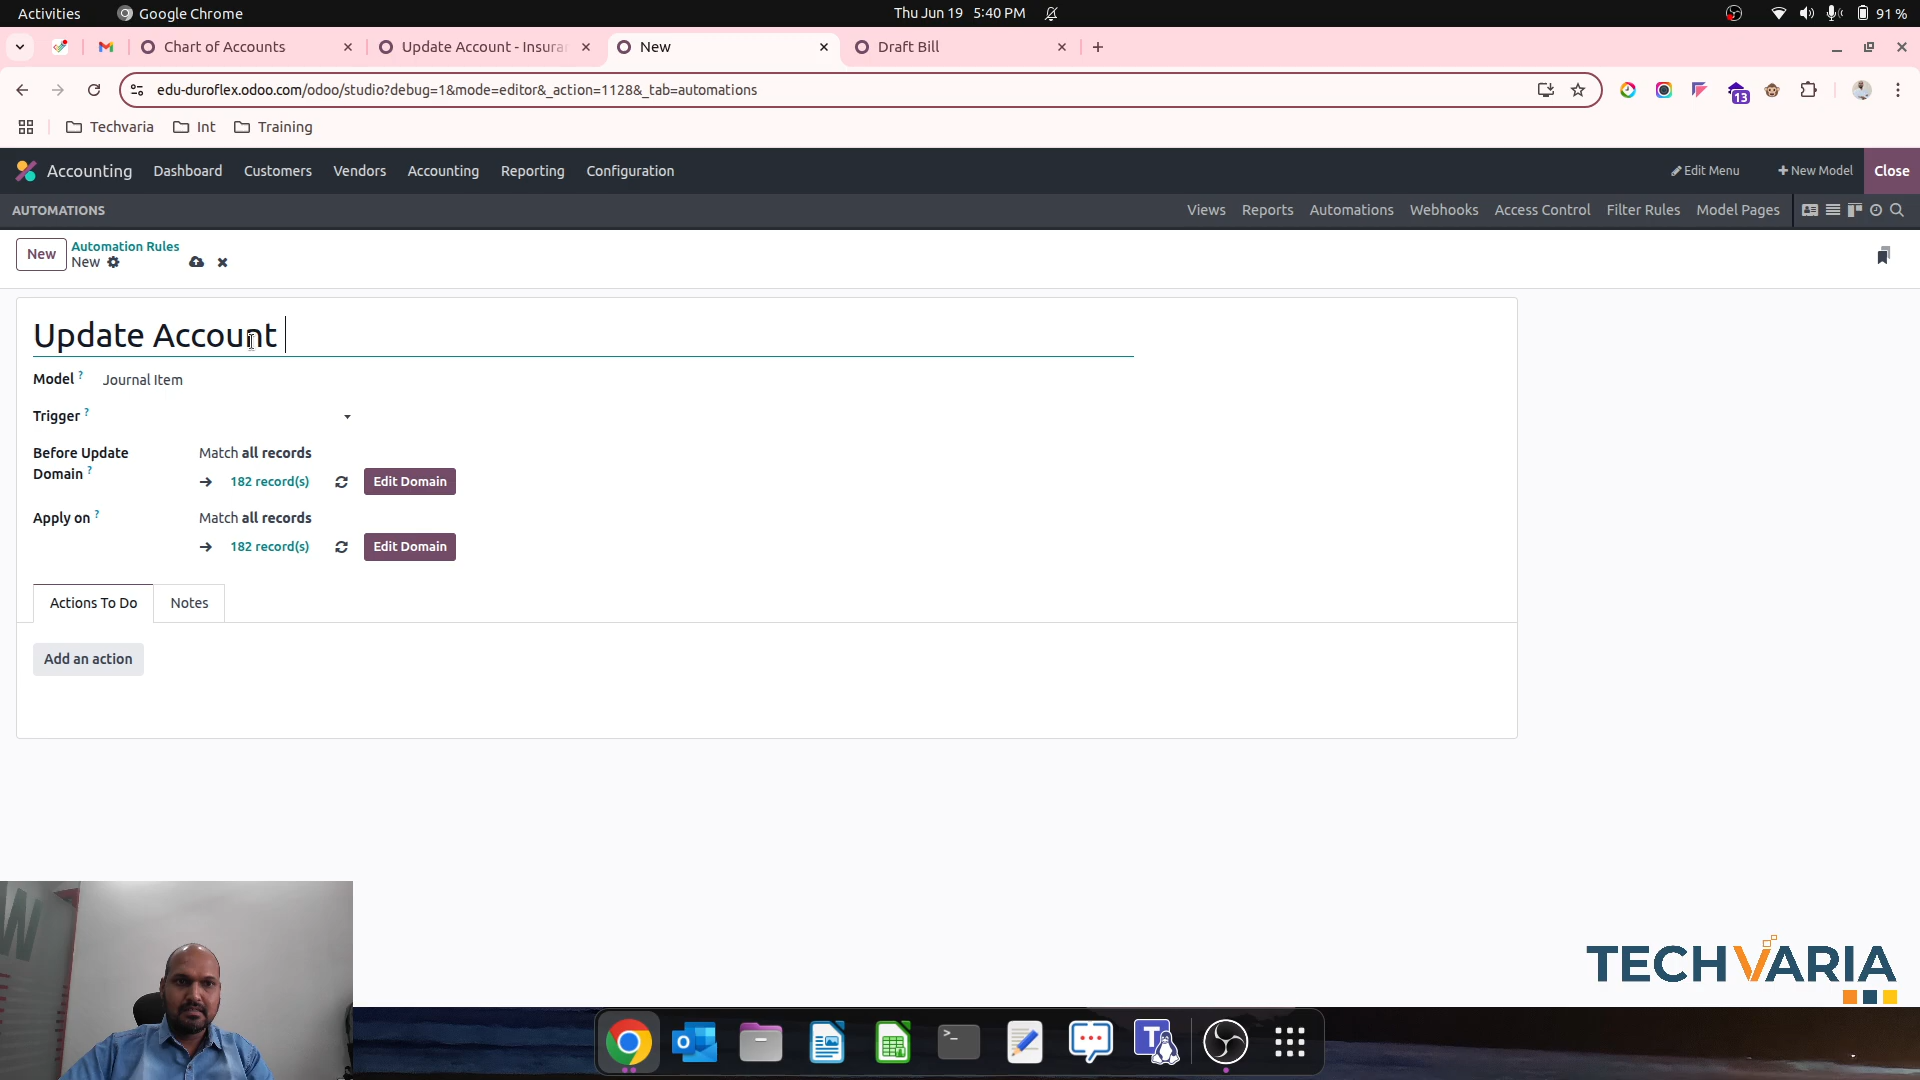 Activities Google Chrome Thu Jun 19 5:40 PM 91 %
Chart of Accounts Update Account - Insura New Draft Bill
edu-duroflex.odoo.com/odoo/studio?debug=1&mode=editor&_action=1128&_tab=automations 13
Techvaria Int Training
Accounting Dashboard Customers Vendors Accounting Reporting Configuration Edit Menu +New Model Close
AUTOMATIONS Views Reports Automations Webhooks Access Control Filter Rules Model Pages
New Automation Rules
New
Update Account
Model ? Journal Item
Trigger ?
Before Update Domain ? Match all records
182 record(s) Edit Domain
Apply on ? Match all records
182 record(s) Edit Domain
Actions To Do Notes
Add an action
W
TECHVARIA